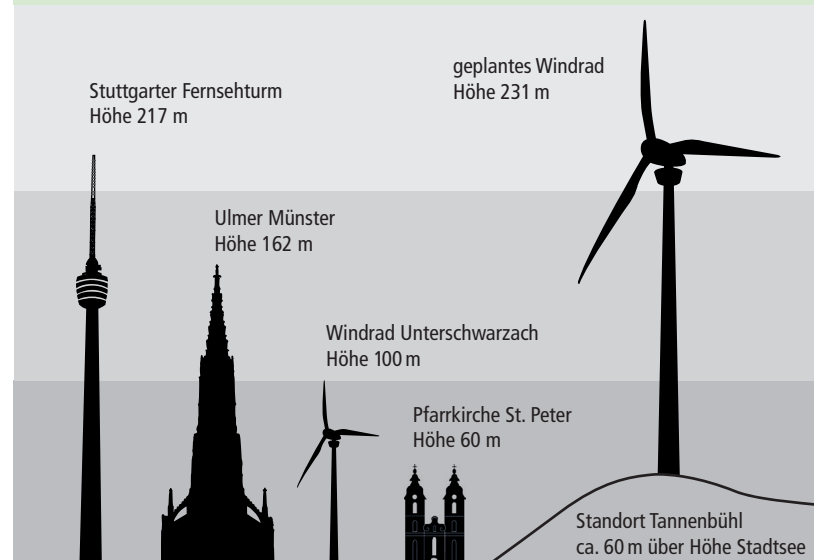 Stuttgarter Fernsehturm
Höhe 217 m
geplantes Windrad
Höhe 231 m
Ulmer Münster
Höhe 162 m
Windrad Unterschwarzach
Höhe 100 m
Pfarrkirche St. Peter
Höhe 60 m
Standort Tannenbühl
ca. 60 m über Höhe Stadtsee